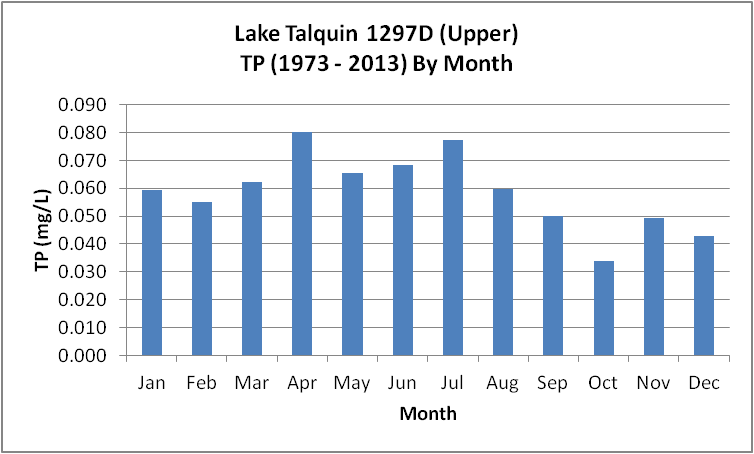 Lake Talquin 1297D (Upper)
TP (1973 - 2013) By Month
0.090
0.080
0.070
0.060
0.050
0.040
0.030
0.020
0.010
0.000
TP (mg/L)
Jan Feb Mar Apr May Jun Jul Aug Sep Oct Nov Dec
Month